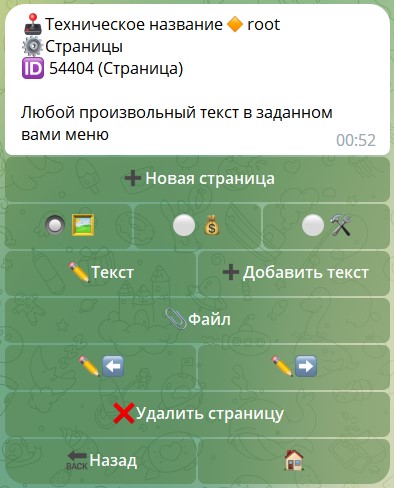 🕹Техническое название 🔸 root
⚙Страницы
🆔 54404 (Страница)
Любой произвольный текст в заданном
вами меню
00:52
➕ Новая страница
🔘 🖼 ⚪ 💰 ⚪ 🛠
✏Текст ➕ Добавить текст
📎Файл
✏⬅ ✏➡
❌Удалить страницу
🔙Назад 🏠